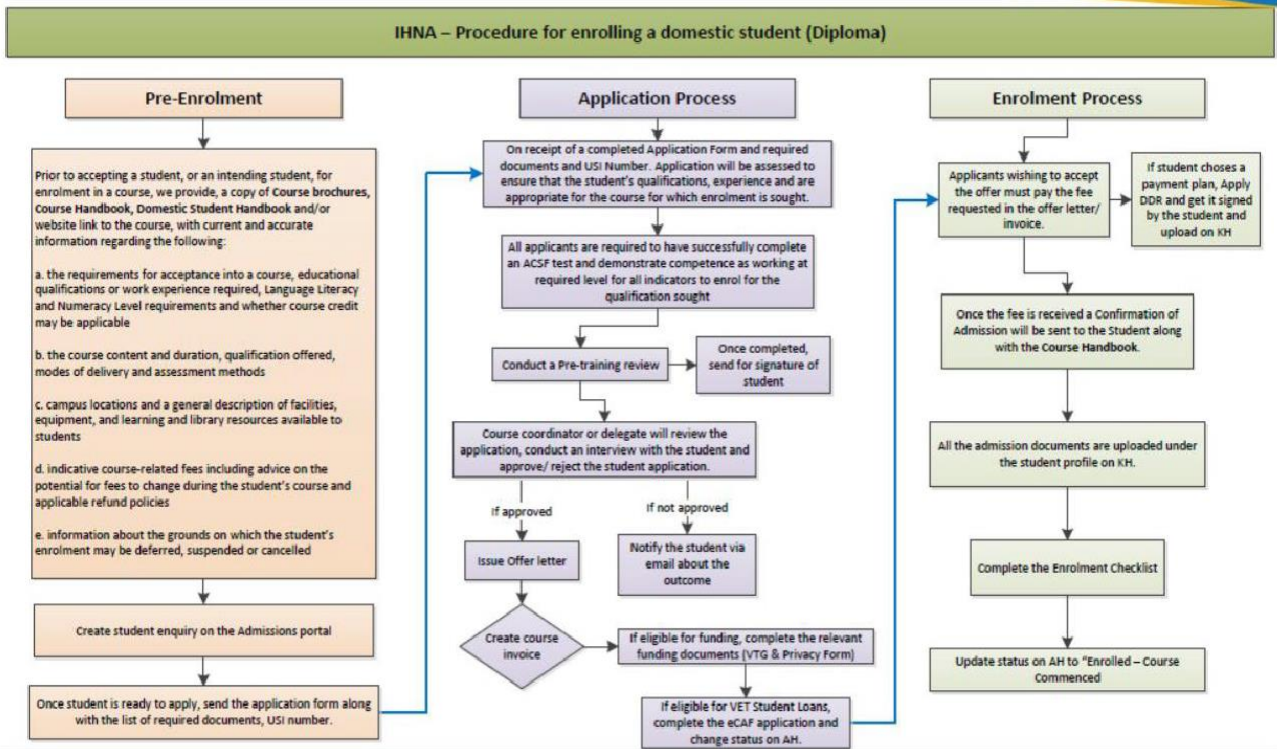 IHNA – Procedure for enrolling a domestic student (Diploma)
Pre-Enrolment
Prior to accepting a student, or an intending student, for
enrolment in a course, we provide, a copy of Course brochures,
Course Handbook, Domestic Student Handbook and/or
website link to the course, with current and accurate
information regarding the following:
a. the requirements for acceptance into a course, educational
qualifications or work experience required, Language Literacy
and Numeracy Level requirements and whether course credit
may be applicable
b. the course content and duration, qualification offered,
modes of delivery and assessment methods
c. campus locations and a general description of facilities,
equipment, and learning and library resources available to
students
d. indicative course-related fees including advice on the
potential for fees to change during the student's course and
applicable refund policies
e. information about the grounds on which the student's
enrolment may be deferred, suspended or cancelled
Create student enquiry on the Admissions portal
Once student is ready to apply, send the application form along
with the list of required documents, USI number.
Application Process
On receipt of a completed Application Form and required
documents and USI Number. Application will be assessed to
ensure that the student's qualifications, experience and are
appropriate for the course for which enrolment is sought.
All applicants are required to have successfully complete
an ACSF test and demonstrate competence as working at
required level for all indicators to enrol for the
qualification sought
Conduct a Pre-training review
Once completed,
send for signature of
student
Course coordinator or delegate will review the
application, conduct an interview with the student and
approve/ reject the student application.
If approved
If not approved
Issue Offer letter
Notify the student via
email about the
outcome
Create course
invoice
If eligible for funding, complete the relevant
funding documents (VTG & Privacy Form)
If eligible for VET Student Loans,
complete the eCAF application and
change status on AH.
Enrolment Process
Applicants wishing to accept
the offer must pay the fee
requested in the offer letter/
invoice.
If student choses a
payment plan, Apply
DDR and get it signed
by the student and
upload on KH
Once the fee is received a Confirmation of
Admission will be sent to the Student along
with the Course Handbook.
All the admission documents are uploaded under
the student profile on KH.
Complete the Enrolment Checklist
Update status on AH to "Enrolled – Course
Commenced